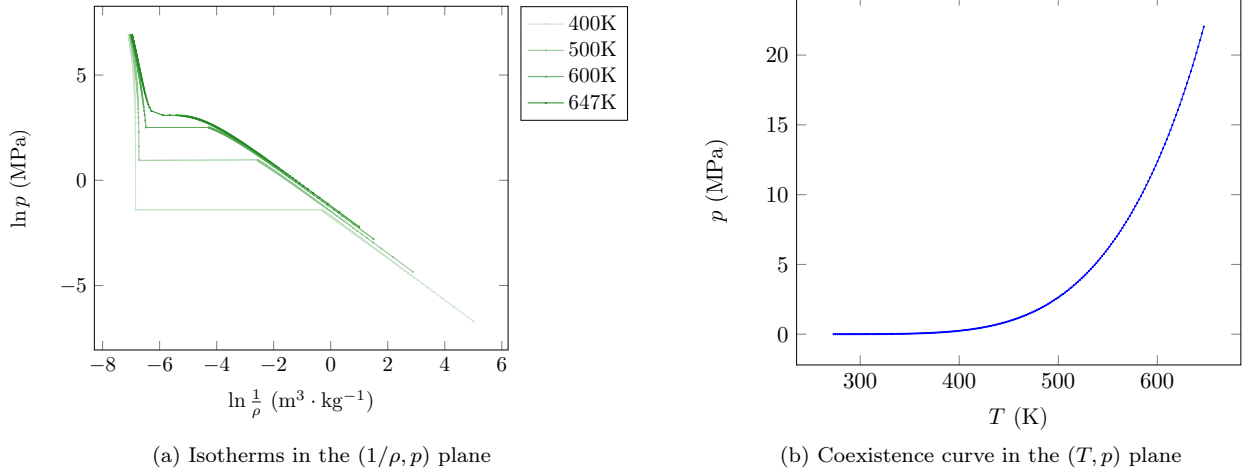 5
0
−5
ln p (MPa)
−8 −6 −4 −2 0 2 4 6
ln 1/ρ (m³ · kg⁻¹)
400K
500K
600K
647K
(a) Isotherms in the (1/ρ, p) plane
20
15
10
5
0
p (MPa)
300 400 500 600
T (K)
(b) Coexistence curve in the (T, p) plane